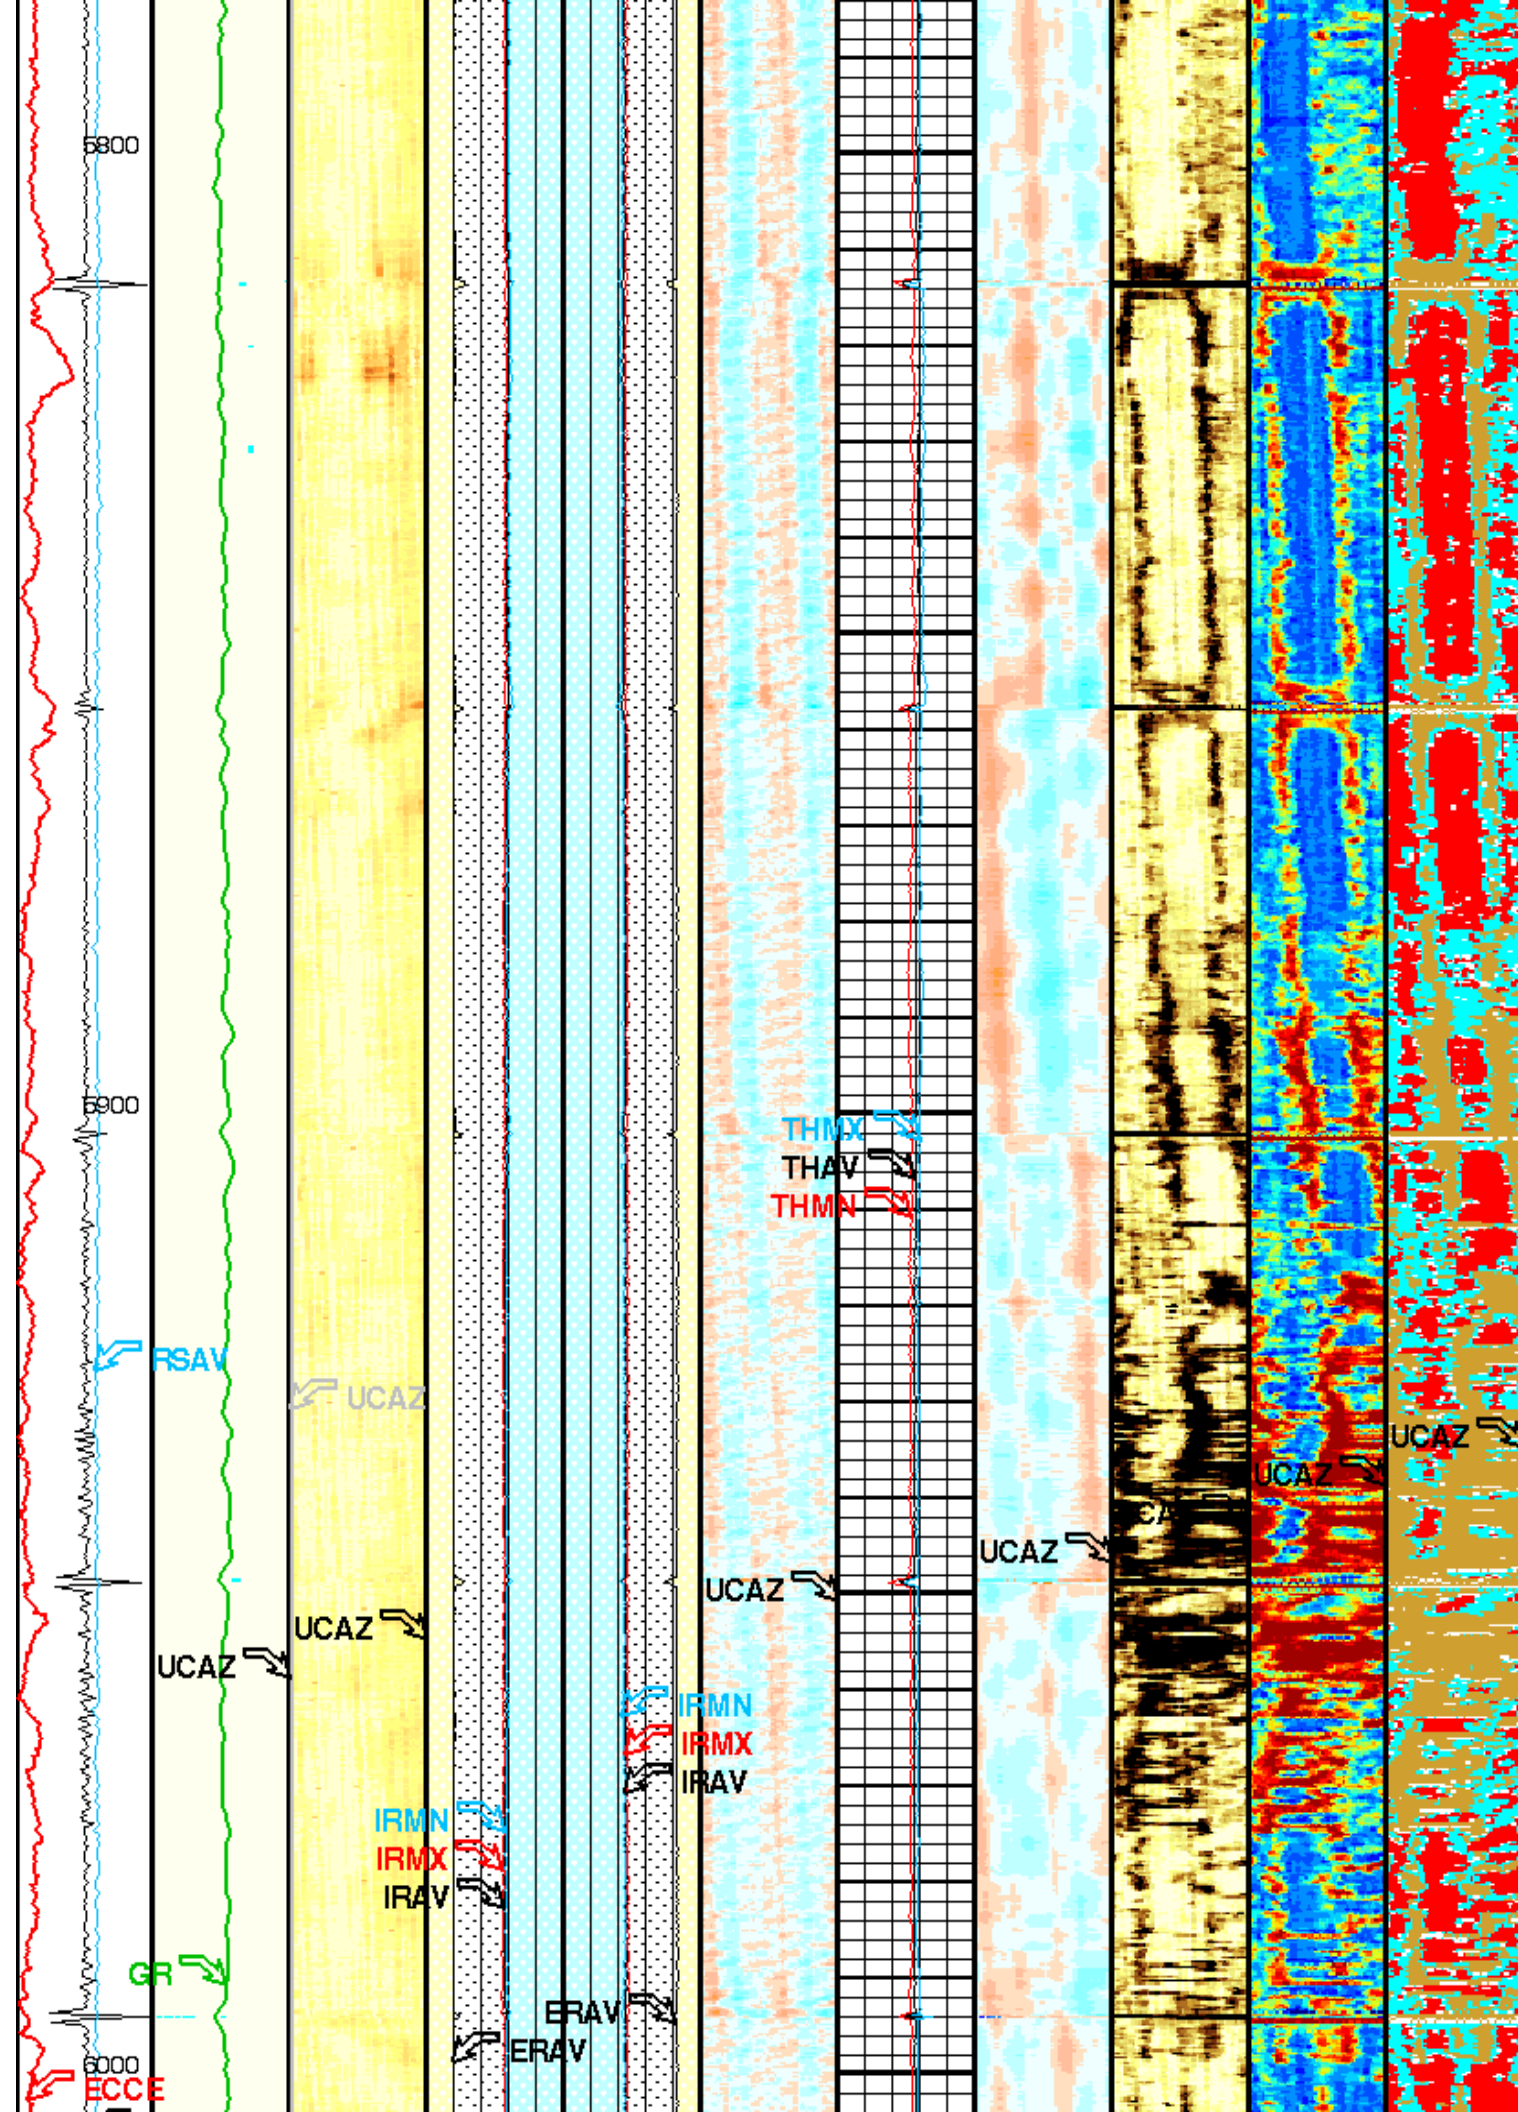 5800
5900
THMX
THAV
THMN
RSAV
UCAZ
UCAZ
UCAZ
UCAZ
UCAZ
UCAZ
UCAZ
IRMN
IRMX
IRAV
IRMN
IRMX
IRAV
GR
ERAV
ERAV
6000
ECCE